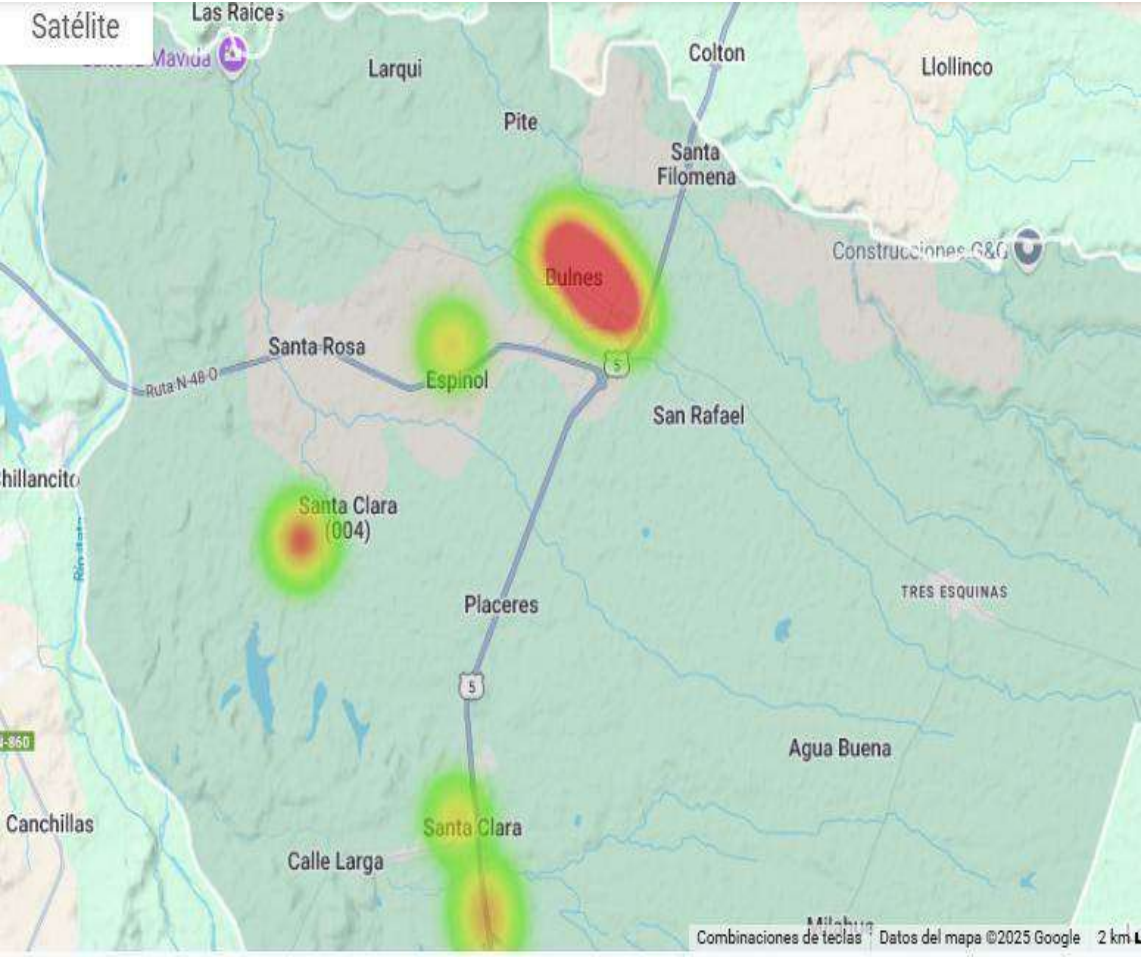 Satélite
Las Raices
Mavida
Larqui
Colton
Llollinco
Pite
Santa
Filomena
Construcciones G&G
Bulnes
Santa Rosa
Espinol
5
Ruta N-48-O
San Rafael
hillancito
Santa Clara
(004)
Placeres
TRES ESQUINAS
5
N-860
Agua Buena
Canchillas
Santa Clara
Calle Larga
Combinaciones de teclas
Datos del mapa ©2025 Google
2 km